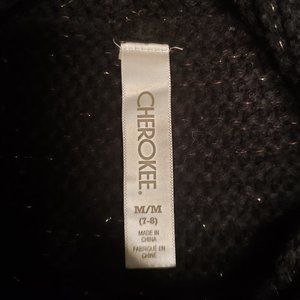 CHEROKEE.
M/M
(7-8)
MADE IN
CHINA
FABRIQUÉ EN
CHINE